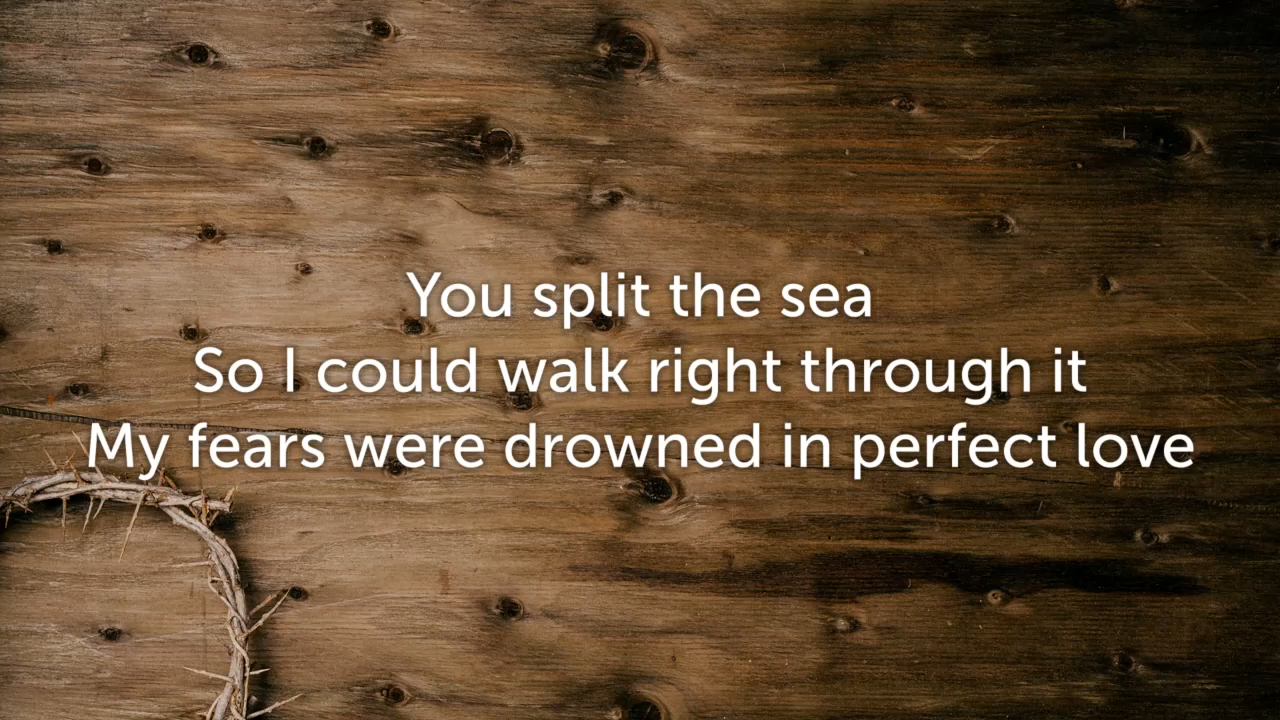 You split the sea
So I could walk right through it
My fears were drowned in perfect love